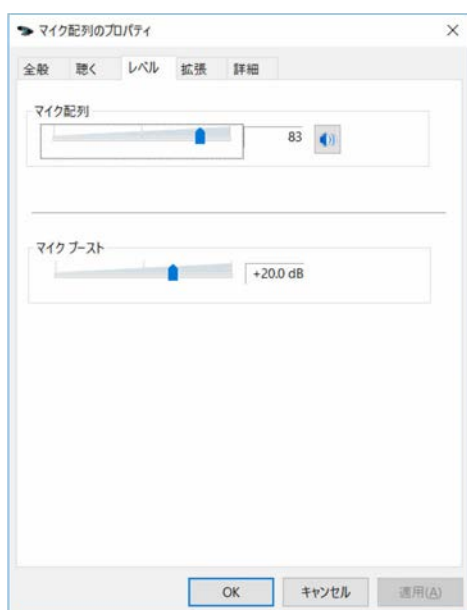 マイク配列のプロパティ
全般 聴く レベル 拡張 詳細
マイク配列
83
マイク ブースト
+20.0 dB
OK キャンセル 適用(A)